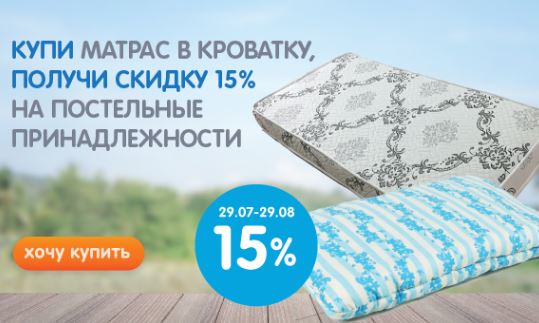 КУПИ МАТРАС В КРОВАТКУ,
ПОЛУЧИ СКИДКУ 15%
НА ПОСТЕЛЬНЫЕ
ПРИНАДЛЕЖНОСТИ
29.07-29.08
15%
хочу купить